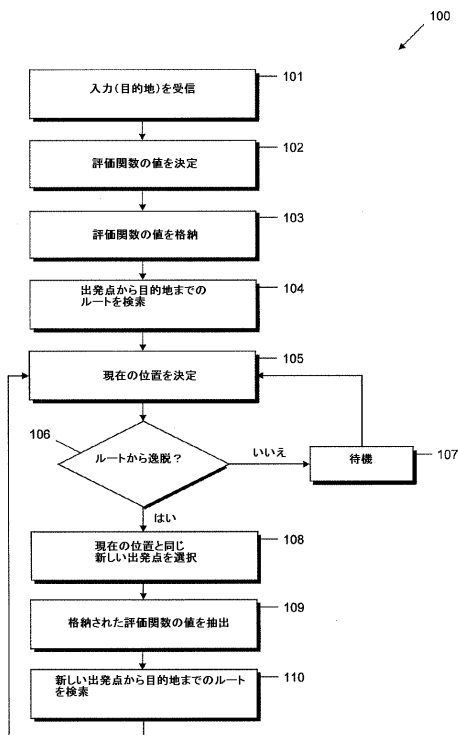 100
入力(目的地)を受信
101
評価関数の値を決定
102
評価関数の値を格納
103
出発点から目的地までの
ルートを検索
104
現在の位置を決定
105
ルートから逸脱?
106
いいえ
待機
107
はい
現在の位置と同じ
新しい出発点を選択
108
格納された評価関数の値を抽出
109
新しい出発点から目的地までのルート
を検索
110